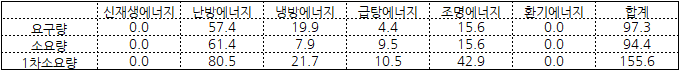 신재생에너지 난방에너지 냉방에너지 급탕에너지 조명에너지 환기에너지 합계
요구량 0.0 57.4 19.9 4.4 15.6 0.0 97.3
소요량 0.0 61.4 7.9 9.5 15.6 0.0 94.4
1차소요량 0.0 80.5 21.7 10.5 42.9 0.0 155.6